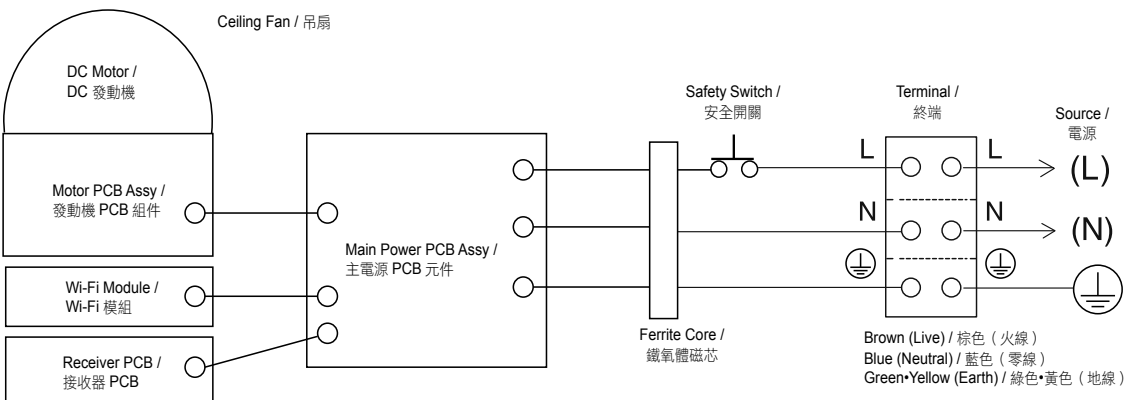 Ceiling Fan / 吊扇
DC Motor /
DC 發動機
Motor PCB Assy /
發動機 PCB 組件
Wi-Fi Module /
Wi-Fi 模組
Receiver PCB /
接收器 PCB
Main Power PCB Assy /
主電源 PCB 元件
Ferrite Core /
鐵氧體磁芯
Safety Switch /
安全開關
Terminal /
終端
Source /
電源
L L (L)
N N (N)
Brown (Live) / 棕色（火線）
Blue (Neutral) / 藍色（零線）
Green•Yellow (Earth) / 綠色•黃色（地線）